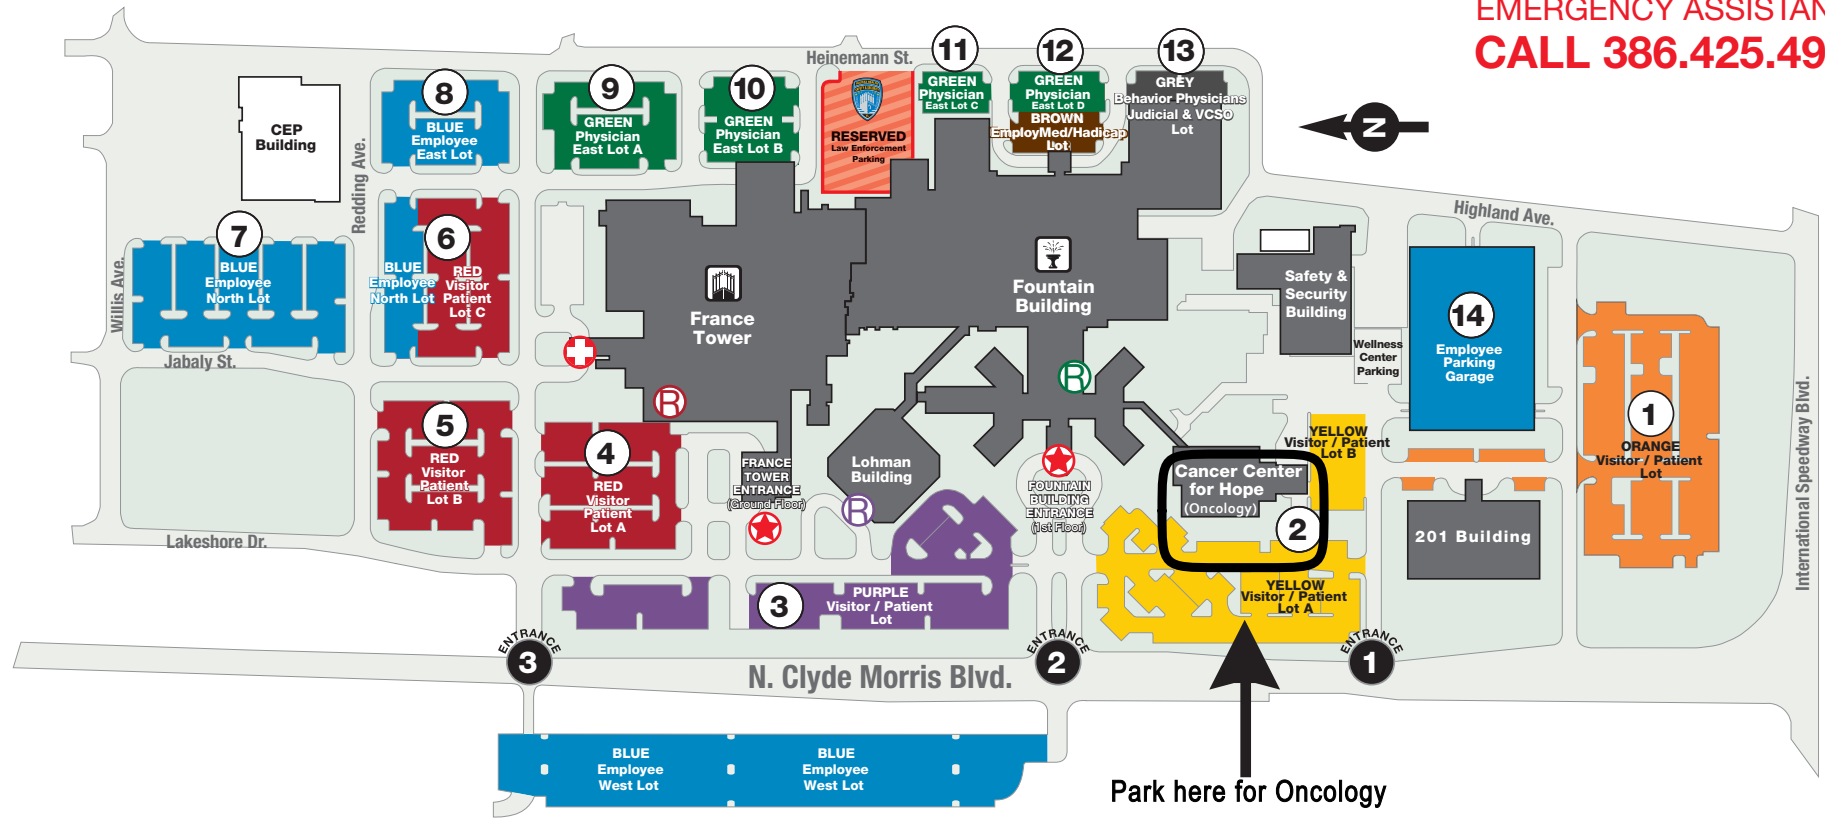 EMERGENCY ASSISTAN
CALL 386.425.49
Heinemann St.
11
12
13
8
9
10
GREEN
Physician
East Lot C
GREEN
Physician
East Lot D
GREY
Behavior Physicians
Judicial & VCSO
Lot
BROWN
EmployMed/Hadicap
Lot
CEP
Building
BLUE
Employee
East Lot
GREEN
Physician
East Lot A
GREEN
Physician
East Lot B
RESERVED
Law Enforcement
Parking
N
Redding Ave.
Highland Ave.
7
6
BLUE
Employee
North Lot
BLUE
Employee
North Lot
RED
Visitor
Patient
Lot C
Willis Ave.
Jabaly St.
France
Tower
Fountain
Building
Safety &
Security
Building
Wellness
Center
Parking
14
Employee
Parking
Garage
1
ORANGE
Visitor / Patient
Lot
International Speedway Blvd.
R
R
5
RED
Visitor
Patient
Lot B
4
RED
Visitor
Patient
Lot A
FRANCE
TOWER
ENTRANCE
(Ground Floor)
Lohman
Building
R
FOUNTAIN
BUILDING
ENTRANCE
(1st Floor)
Cancer Center
for Hope
(Oncology)
2
YELLOW
Visitor / Patient
Lot B
201 Building
Lakeshore Dr.
3
PURPLE
Visitor / Patient
Lot
YELLOW
Visitor / Patient
Lot A
ENTRANCE
3
ENTRANCE
2
ENTRANCE
1
N. Clyde Morris Blvd.
BLUE
Employee
West Lot
BLUE
Employee
West Lot
Park here for Oncology